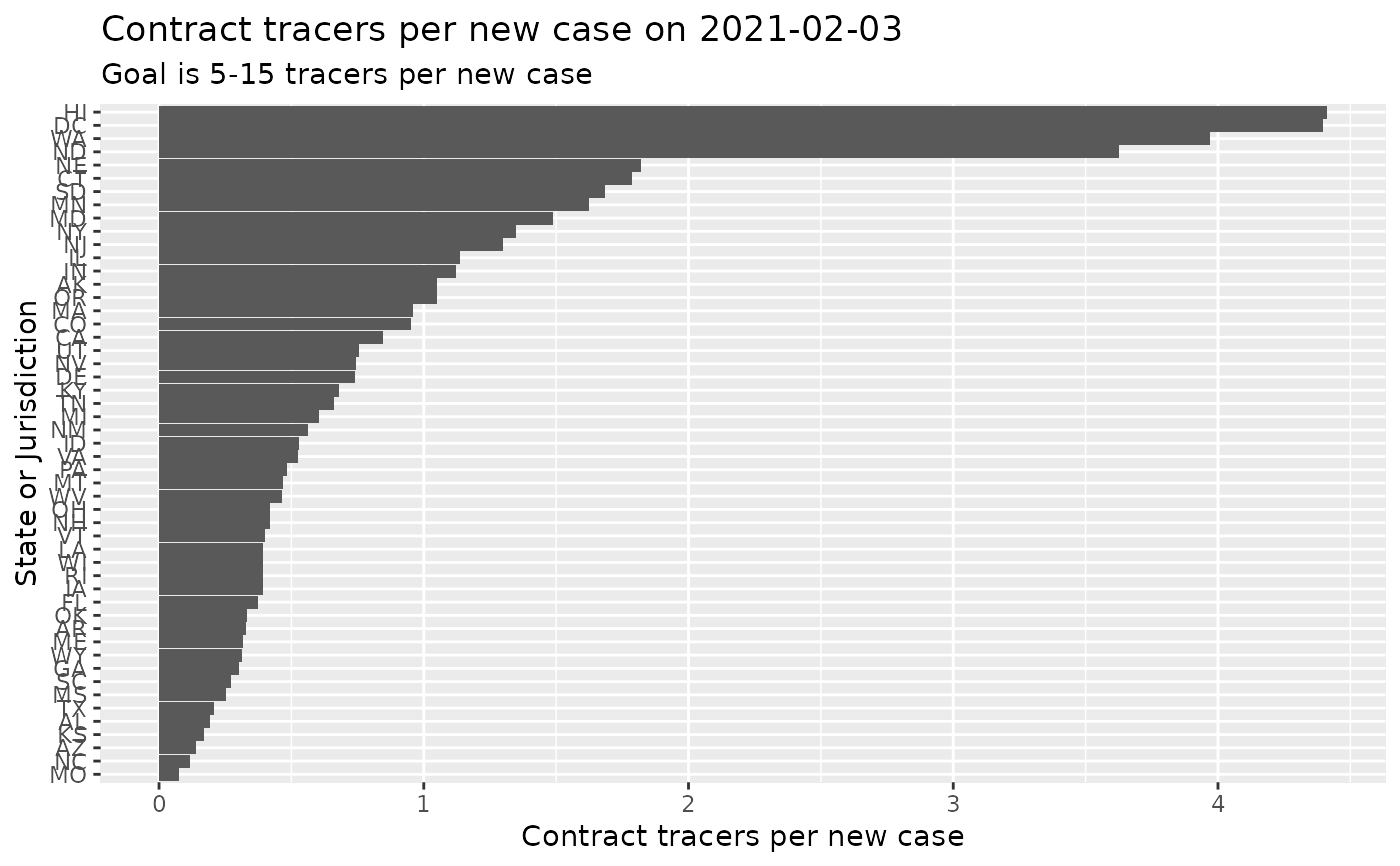 Contract tracers per new case on 2021-02-03
Goal is 5-15 tracers per new case
State or Jurisdiction
HI
DC
WA
ND
NE
CT
SD
MN
MD
NY
NJ
IL
IN
AK
OR
MA
CO
CA
UT
NV
DE
KY
TN
MI
NM
ID
VA
PA
MT
WV
OH
NH
VT
LA
WI
RI
IA
FL
OK
AR
ME
WY
GA
SC
MS
TX
AL
KS
AZ
NC
MO
0 1 2 3 4
Contract tracers per new case